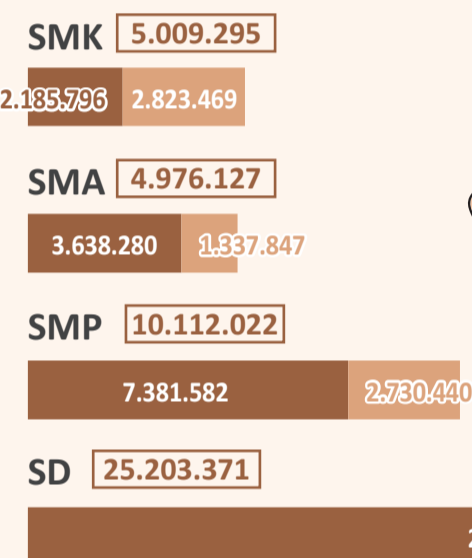 SMK 5.009.295
2.185.796 2.823.469
SMA 4.976.127
3.638.280 1.337.847
SMP 10.112.022
7.381.582 2.730.440
SD 25.203.371